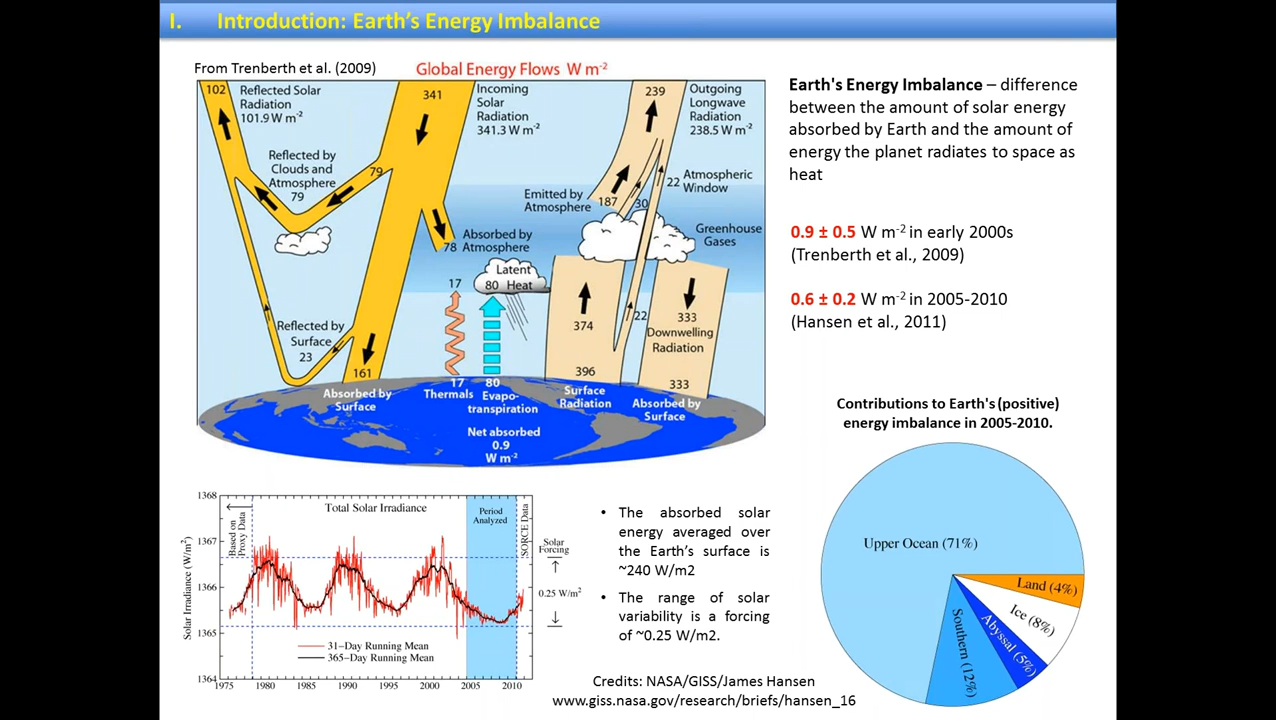 I. Introduction: Earth's Energy Imbalance
From Trenberth et al. (2009)
Global Energy Flows W m⁻²
102
Reflected Solar
Radiation
101.9 W m⁻²
341
Incoming
Solar
Radiation
341.3 W m⁻²
239
Outgoing
Longwave
Radiation
238.5 W m⁻²
Reflected by
Clouds and
Atmosphere
79
79
Emitted by
Atmosphere
187
30
22
Atmospheric
Window
Greenhouse
Gases
78
Absorbed by
Atmosphere
17
Latent
80 Heat
Reflected by
Surface
23
374
22
333
Downwelling
Radiation
161
Absorbed by
Surface
17
Thermals
80
Evapo-
transpiration
396
Surface
Radiation
333
Absorbed by
Surface
Net absorbed
0.9
W m⁻²
Earth's Energy Imbalance – difference
between the amount of solar energy
absorbed by Earth and the amount of
energy the planet radiates to space as
heat
0.9 ± 0.5 W m⁻² in early 2000s
(Trenberth et al., 2009)
0.6 ± 0.2 W m⁻² in 2005-2010
(Hansen et al., 2011)
Contributions to Earth's (positive)
energy imbalance in 2005-2010.
Upper Ocean (71%)
Land (4%)
Ice (8%)
Abyssal (5%)
Southern (12%)
Solar Irradiance (W/m²)
1368
1367
1366
1365
1364
Based on
Proxy Data
Total Solar Irradiance
Period
Analyzed
SORCE Data
Solar
Forcing
0.25 W/m²
31−Day Running Mean
365−Day Running Mean
1975 1980 1985 1990 1995 2000 2005 2010
• The absorbed solar
energy averaged over
the Earth's surface is
~240 W/m2
• The range of solar
variability is a forcing
of ~0.25 W/m2.
Credits: NASA/GISS/James Hansen
www.giss.nasa.gov/research/briefs/hansen_16